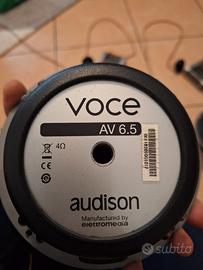 voce
AV 6.5
4Ω
audison
Manufactured by
elettromedia
subito